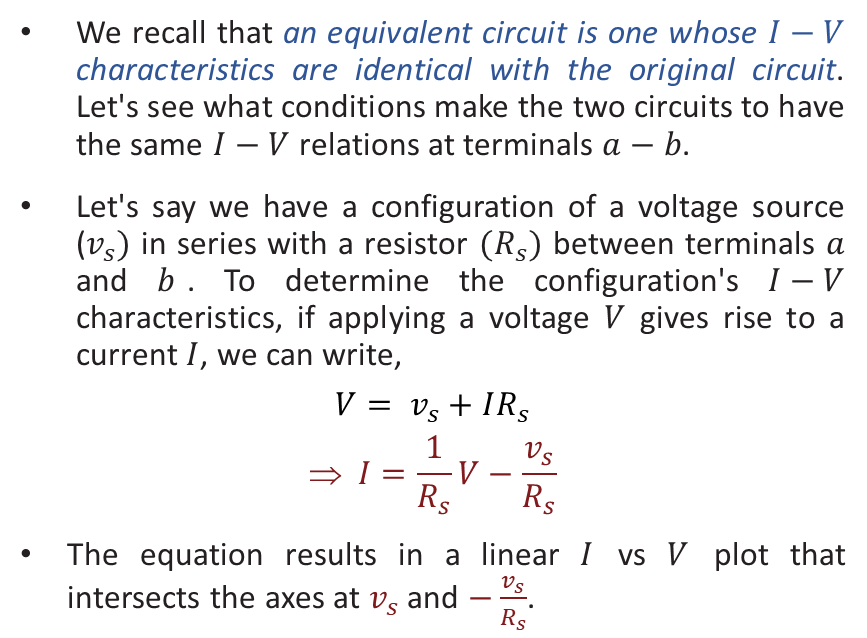 • We recall that an equivalent circuit is one whose I − V
characteristics are identical with the original circuit.
Let's see what conditions make the two circuits to have
the same I − V relations at terminals a − b.
• Let's say we have a configuration of a voltage source
(v_s) in series with a resistor (R_s) between terminals a
and b . To determine the configuration's I − V
characteristics, if applying a voltage V gives rise to a
current I, we can write,
V = v_s + IR_s
⇒ I = \frac{1}{R_s} V − \frac{v_s}{R_s}
• The equation results in a linear I vs V plot that
intersects the axes at v_s and − \frac{v_s}{R_s}.